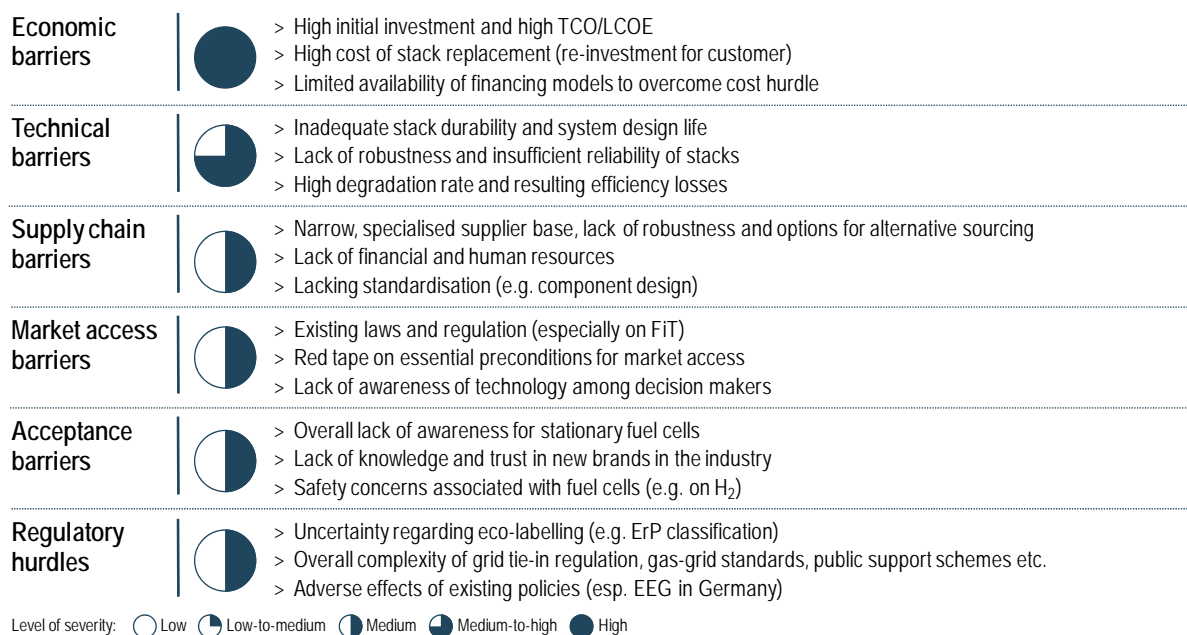 Economic
barriers
> High initial investment and high TCO/LCOE
> High cost of stack replacement (re-investment for customer)
> Limited availability of financing models to overcome cost hurdle
Technical
barriers
> Inadequate stack durability and system design life
> Lack of robustness and insufficient reliability of stacks
> High degradation rate and resulting efficiency losses
Supply chain
barriers
> Narrow, specialised supplier base, lack of robustness and options for alternative sourcing
> Lack of financial and human resources
> Lacking standardisation (e.g. component design)
Market access
barriers
> Existing laws and regulation (especially on FiT)
> Red tape on essential preconditions for market access
> Lack of awareness of technology among decision makers
Acceptance
barriers
> Overall lack of awareness for stationary fuel cells
> Lack of knowledge and trust in new brands in the industry
> Safety concerns associated with fuel cells (e.g. on H₂)
Regulatory
hurdles
> Uncertainty regarding eco-labelling (e.g. ErP classification)
> Overall complexity of grid tie-in regulation, gas-grid standards, public support schemes etc.
> Adverse effects of existing policies (esp. EEG in Germany)
Level of severity: Low Low-to-medium Medium Medium-to-high High